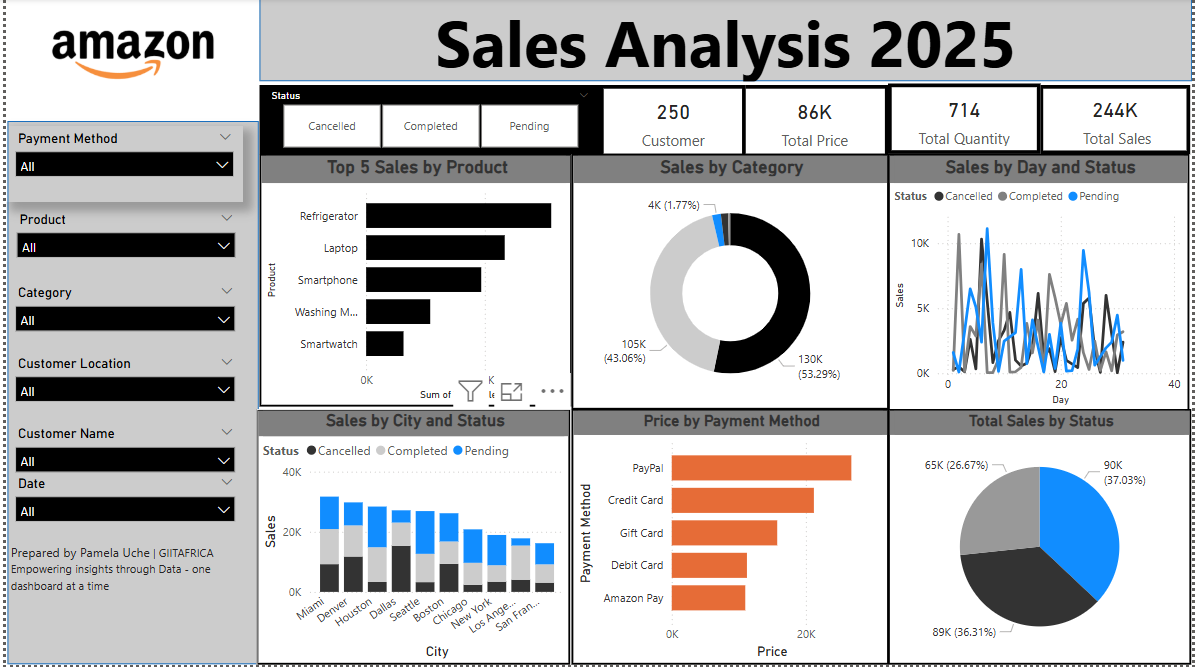 amazon
Sales Analysis 2025
Payment Method
All
Product
All
Category
All
Customer Location
All
Customer Name
All
Date
All
Prepared by Pamela Uche | GIITAFRICA
Empowering insights through Data - one
dashboard at a time
Status
Cancelled Completed Pending
250
Customer
86K
Total Price
714
Total Quantity
244K
Total Sales
Top 5 Sales by Product
Product
Refrigerator
Laptop
Smartphone
Washing M...
Smartwatch
0K
Sum of
Sales by Category
4K (1.77%)
105K
(43.06%)
130K
(53.29%)
Sales by Day and Status
Status Cancelled Completed Pending
Sales
10K
5K
0K
0 20 40
Day
Sales by City and Status
Status Cancelled Completed Pending
Sales
40K
20K
0K
Miami Denver Houston Dallas Seattle Boston Chicago New York Los Ange... San Fran...
City
Price by Payment Method
Payment Method
PayPal
Credit Card
Gift Card
Debit Card
Amazon Pay
0K 20K
Price
Total Sales by Status
65K (26.67%)
90K
(37.03%)
89K (36.31%)